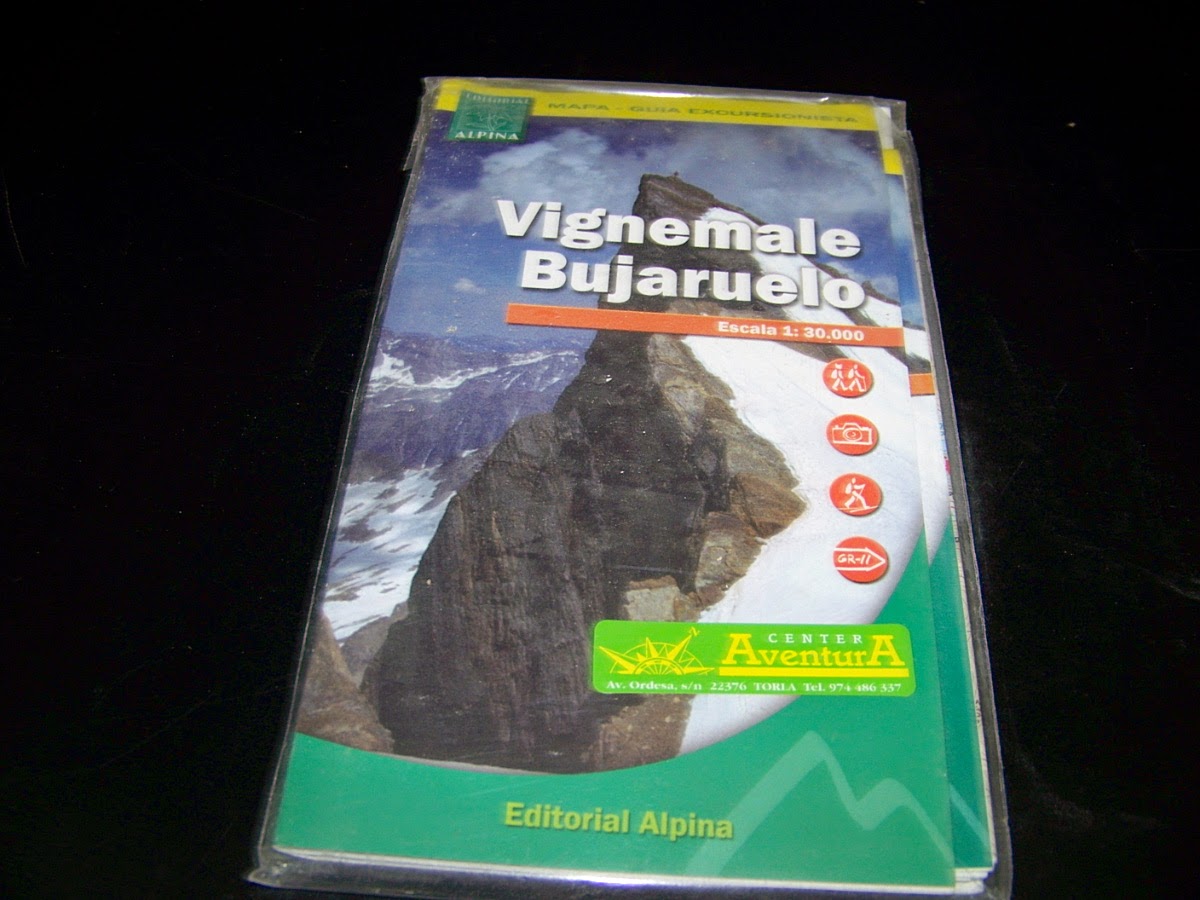 EDITORIAL
ALPINA
MAPA - GUIA EXCURSIONISTA
Vignemale
Bujaruelo
Escala 1: 30.000
GR-11
CENTER
AventurA
Av. Ordesa, s/n 22376 TORLA Tel. 974 486 337
Editorial Alpina